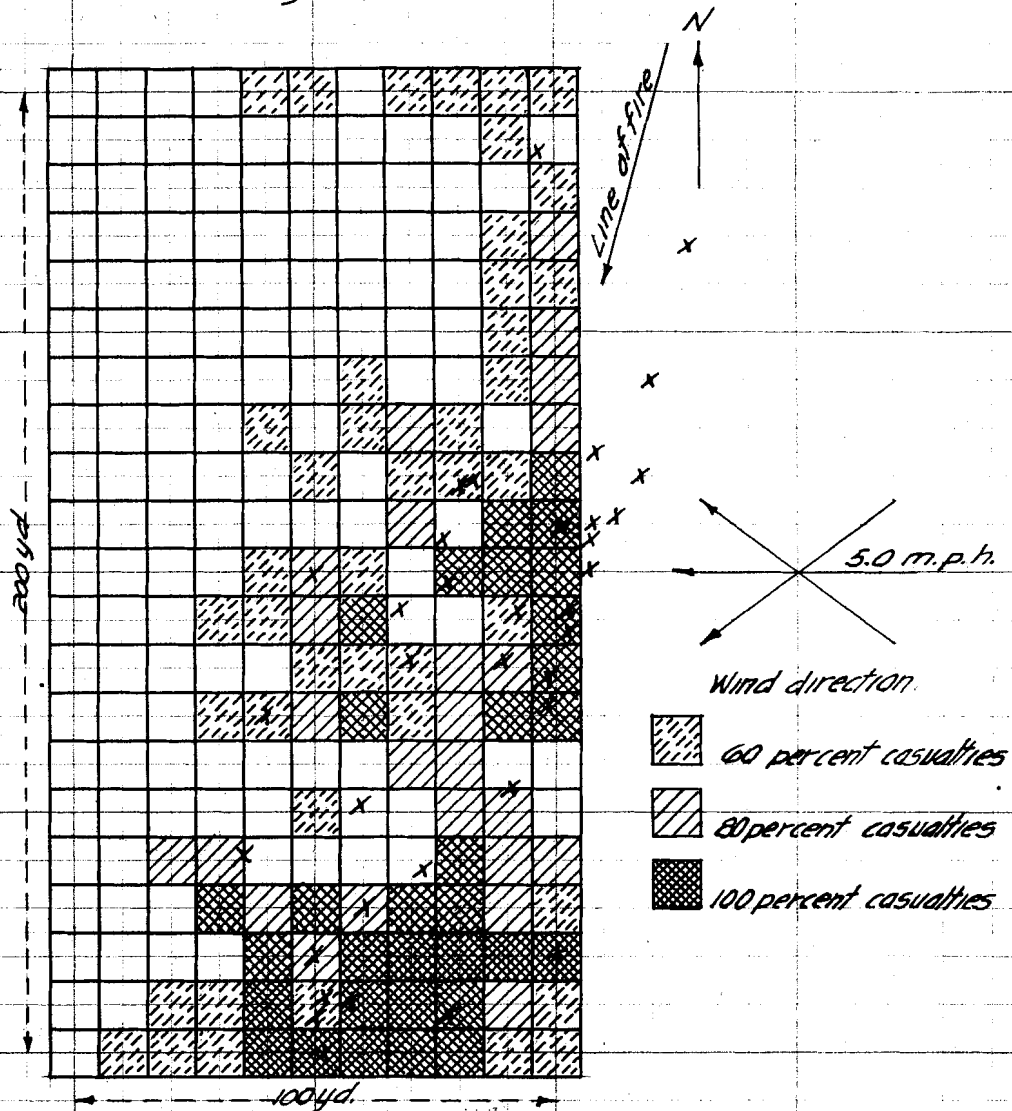 N
Line of fire
200 yd.
5.0 m.p.h.
Wind direction
60 percent casualties
80 percent casualties
100 percent casualties
100 yd.